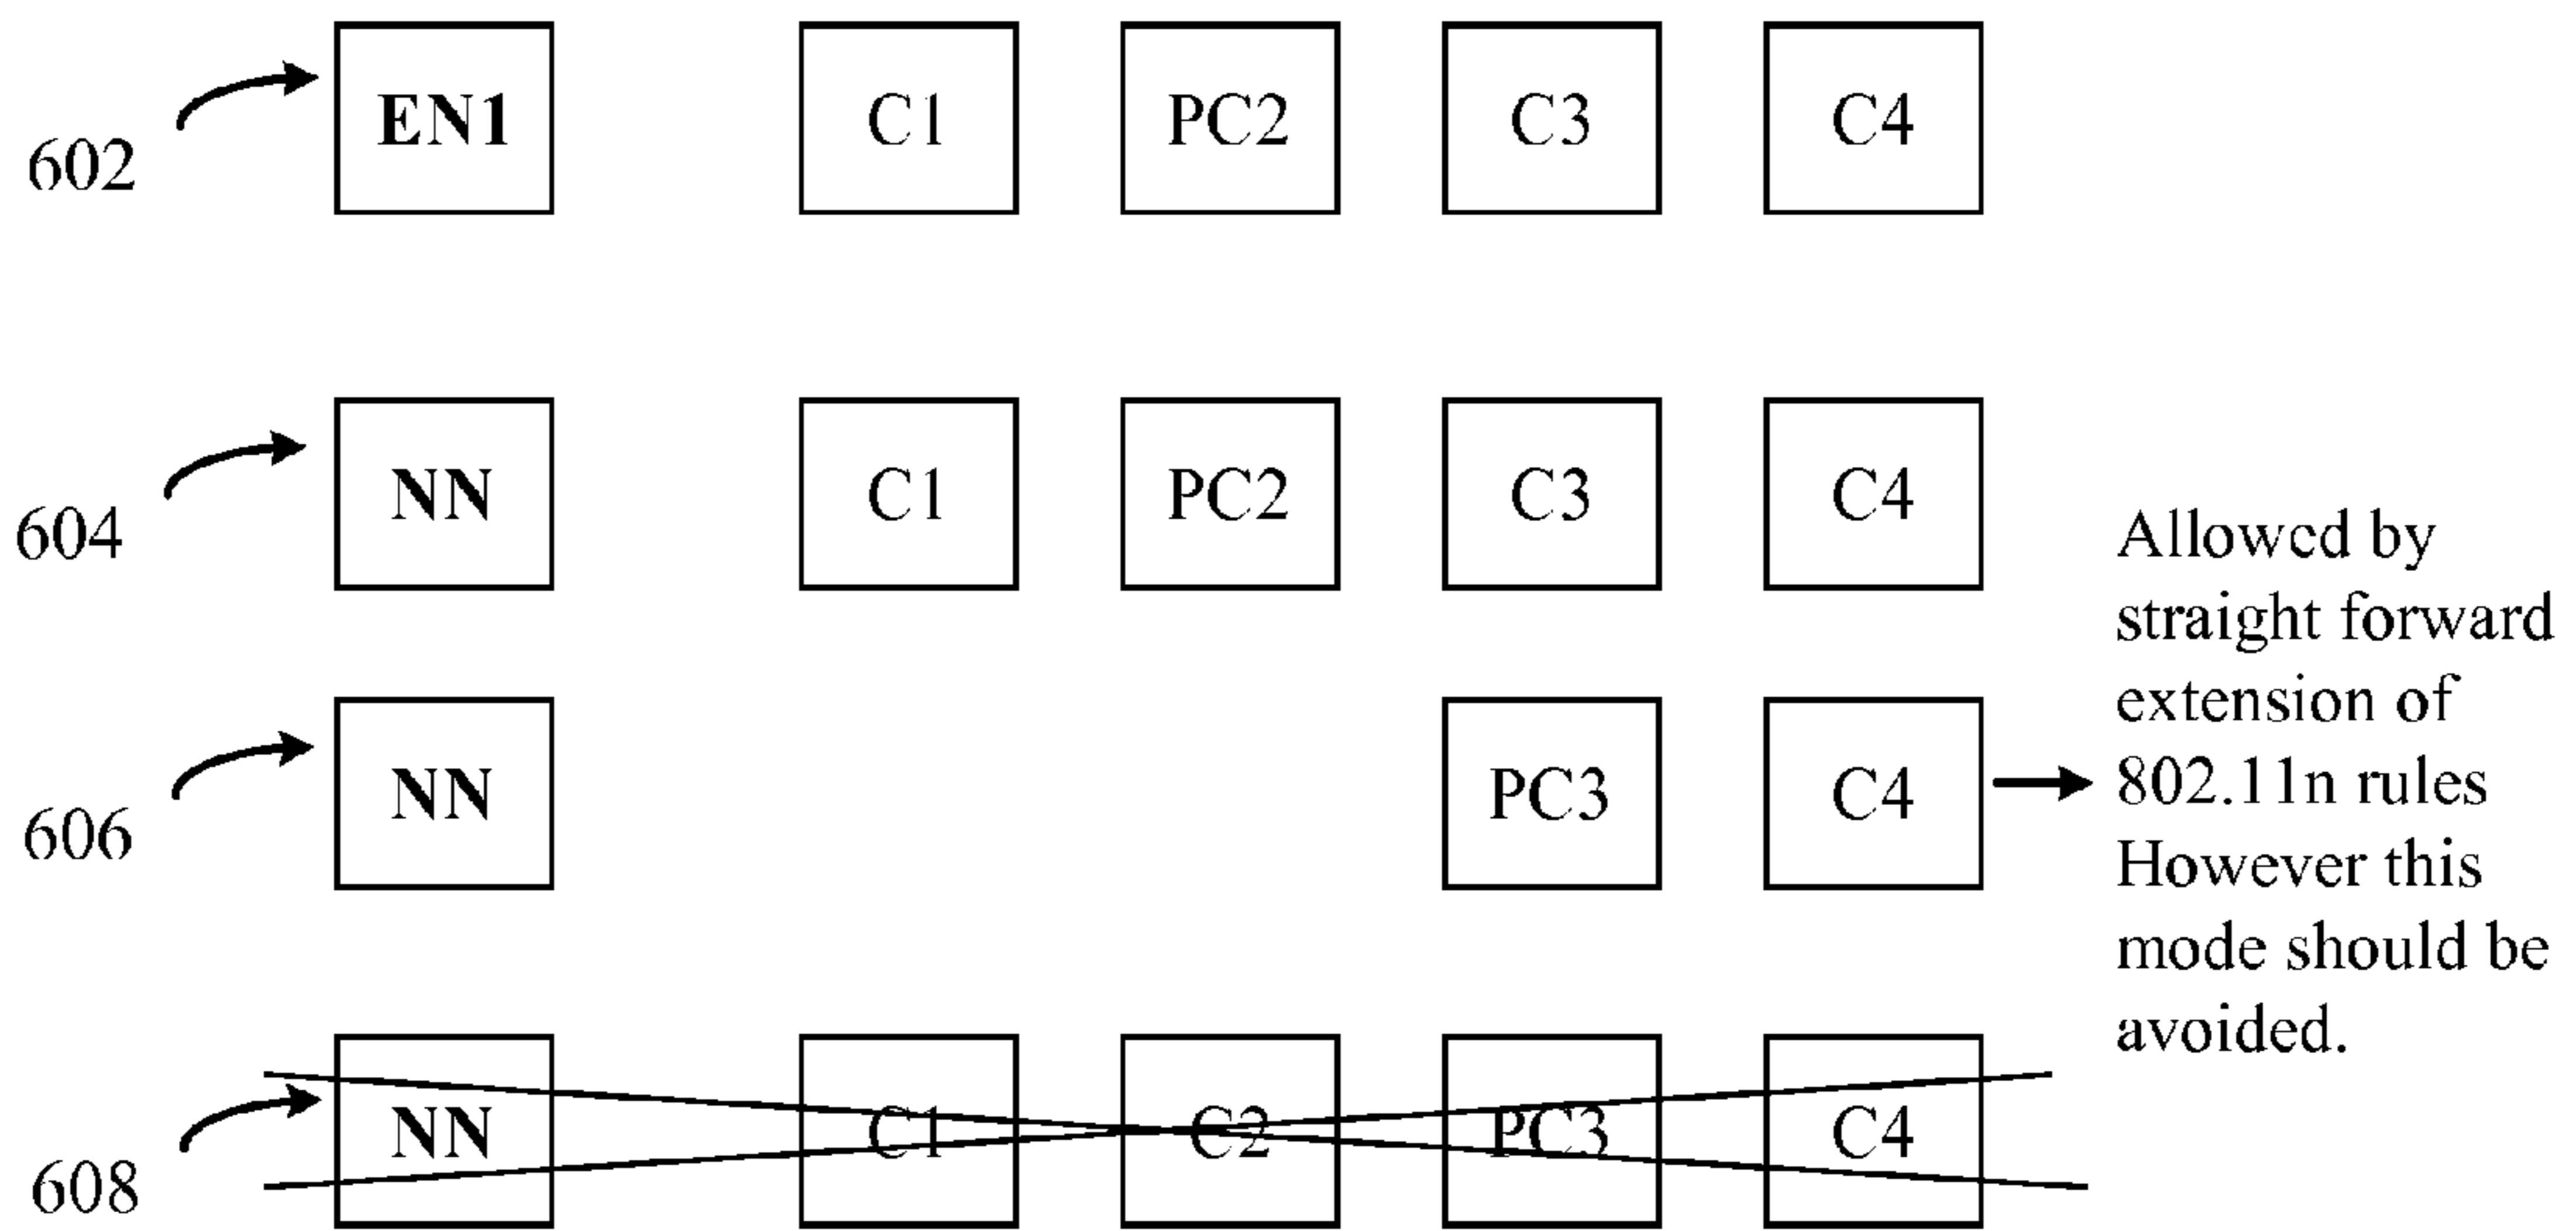 602 EN1 C1 PC2 C3 C4
604 NN C1 PC2 C3 C4
606 NN PC3 C4
Allowed by
straight forward
extension of
802.11n rules
However this
mode should be
avoided.
608 NN C1 C2 PC3 C4